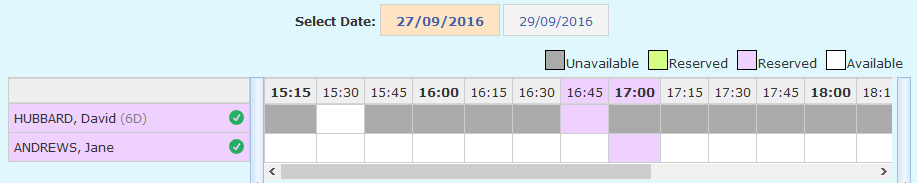 Select Date: 27/09/2016 29/09/2016
Unavailable Reserved Reserved Available
15:15 15:30 15:45 16:00 16:15 16:30 16:45 17:00 17:15 17:30 17:45 18:00 18:1
HUBBARD, David (6D)
ANDREWS, Jane